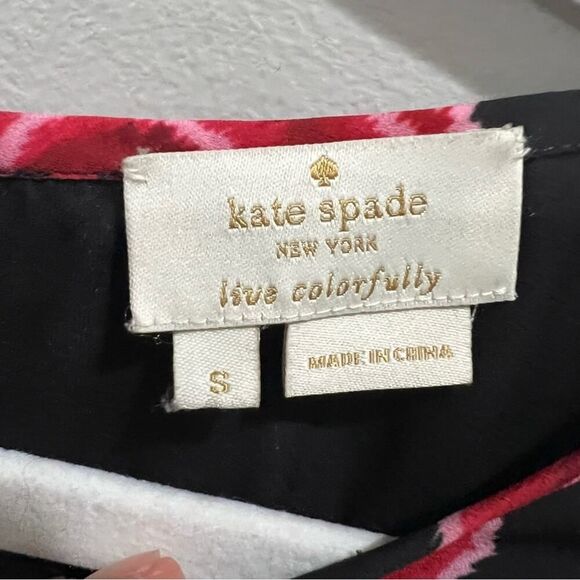 kate spade
NEW YORK
live colorfully
S
MADE IN CHINA